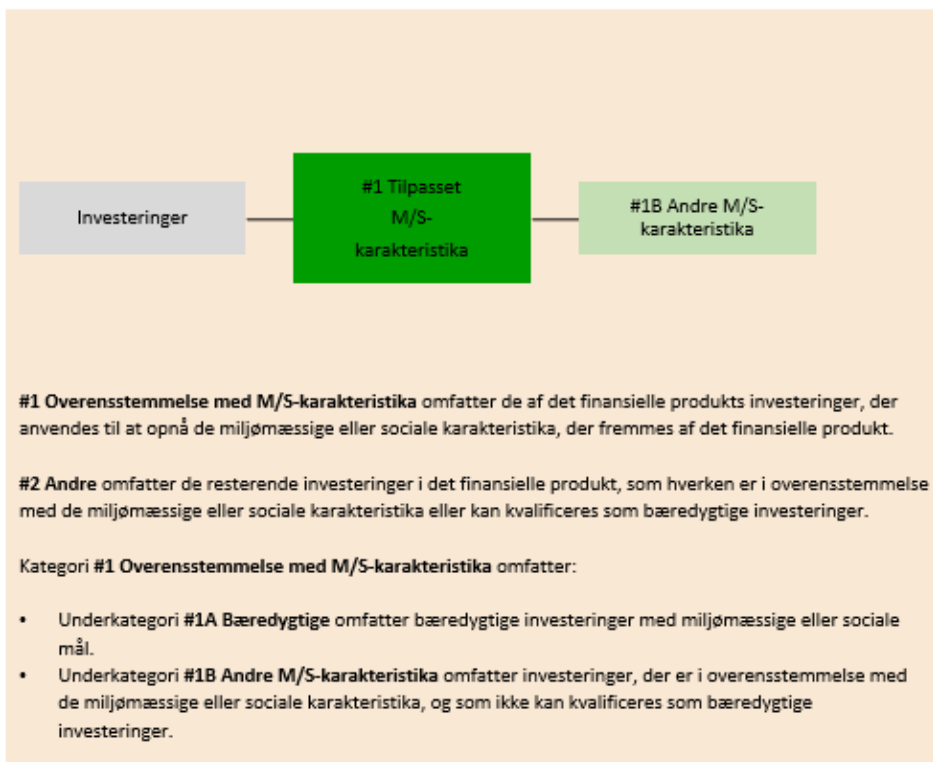 Investeringer
#1 Tilpasset
M/S-
karakteristika
#1B Andre M/S-
karakteristika
#1 Overensstemmelse med M/S-karakteristika omfatter de af det finansielle produkts investeringer, der
anvendes til at opnå de miljømæssige eller sociale karakteristika, der fremmes af det finansielle produkt.
#2 Andre omfatter de resterende investeringer i det finansielle produkt, som hverken er i overensstemmelse
med de miljømæssige eller sociale karakteristika eller kan kvalificeres som bæredygtige investeringer.
Kategori #1 Overensstemmelse med M/S-karakteristika omfatter:
• Underkategori #1A Bæredygtige omfatter bæredygtige investeringer med miljømæssige eller sociale
mål.
• Underkategori #1B Andre M/S-karakteristika omfatter investeringer, der er i overensstemmelse med
de miljømæssige eller sociale karakteristika, og som ikke kan kvalificeres som bæredygtige
investeringer.